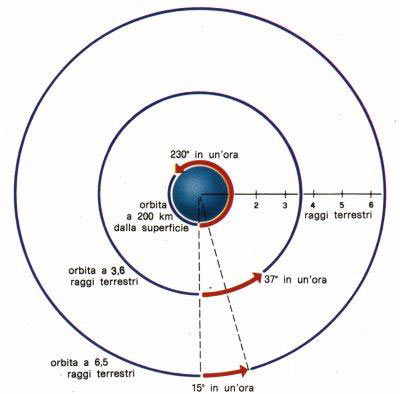 230° in un'ora
orbita
a 200 km
dalla superficie
2 3 4 5 6
raggi terrestri
orbita a 3,6
raggi terrestri
37° in un'ora
orbita a 6,5
raggi terrestri
15° in un'ora